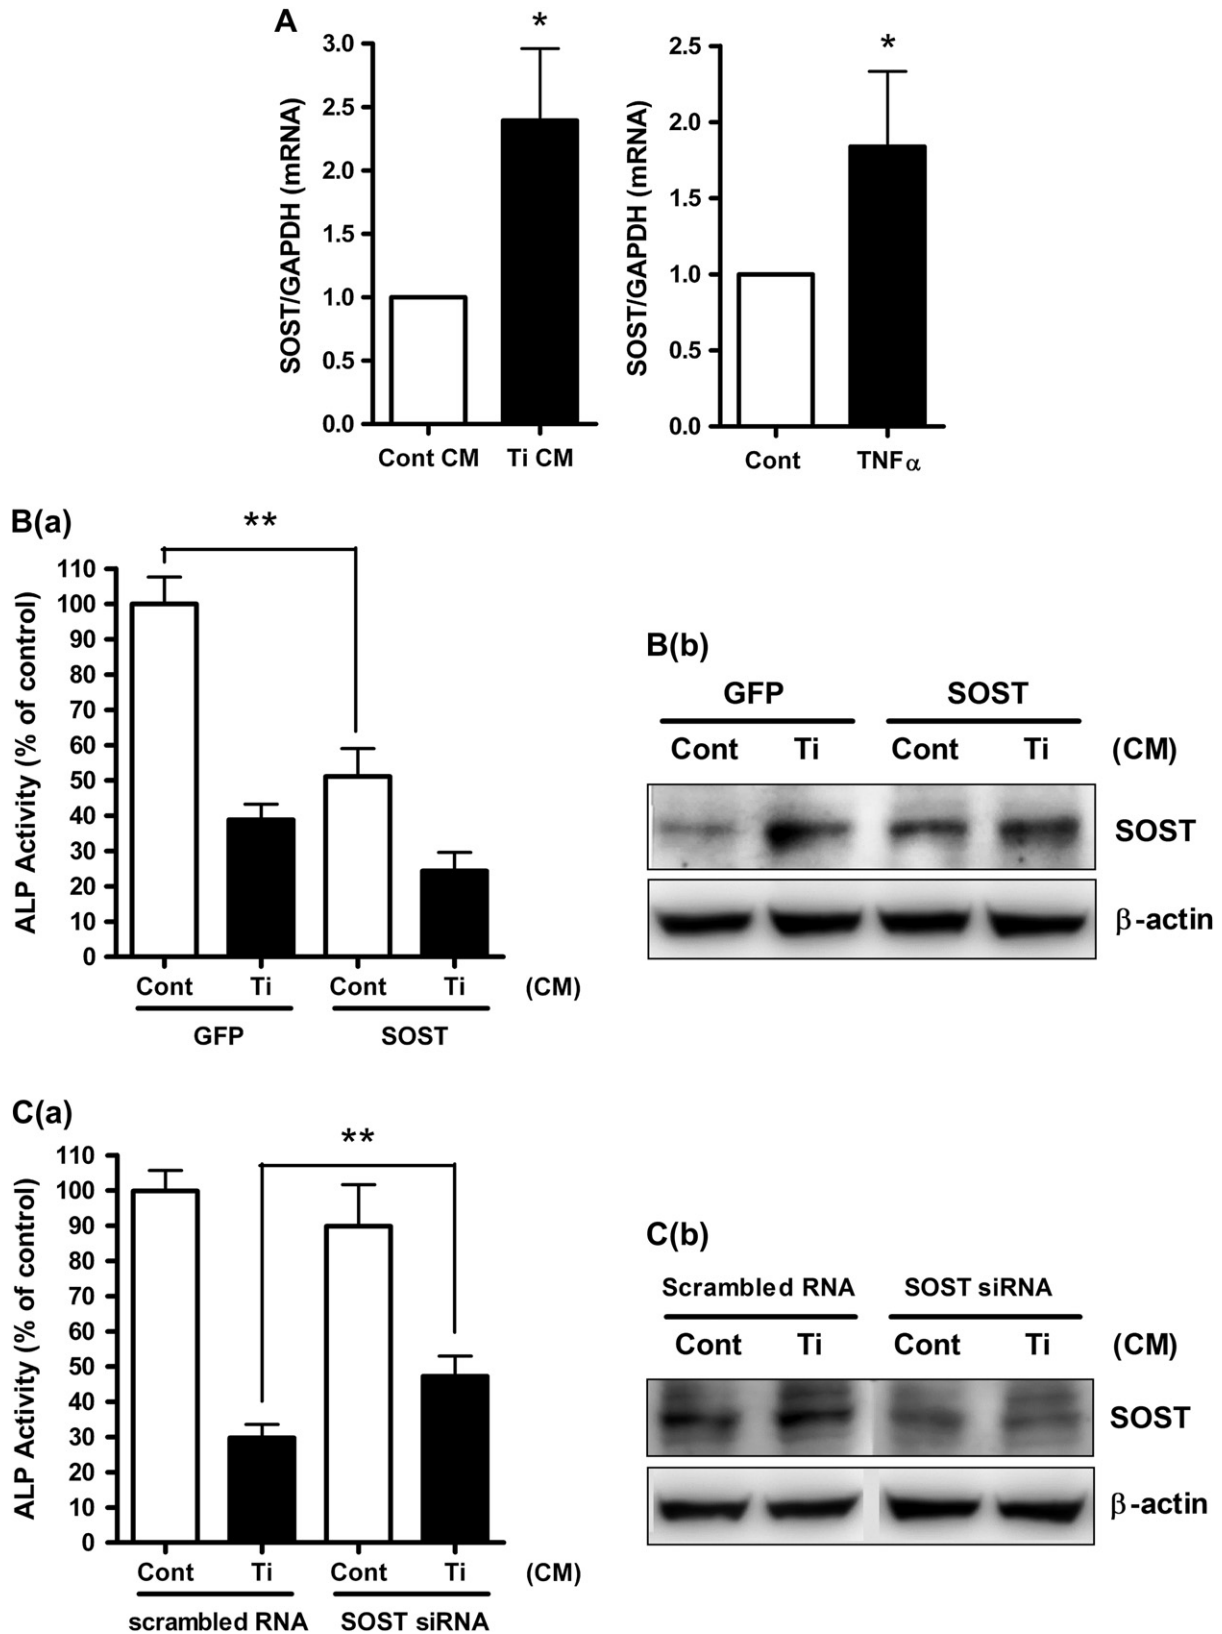 A
*
*
SOST/GAPDH (mRNA)
3.0
2.5
2.0
1.5
1.0
0.5
0.0
Cont CM Ti CM
SOST/GAPDH (mRNA)
2.5
2.0
1.5
1.0
0.5
0.0
Cont TNFα
B(a)
**
ALP Activity (% of control)
110
100
90
80
70
60
50
40
30
20
10
0
Cont Ti Cont Ti (CM)
GFP SOST
B(b)
GFP SOST
Cont Ti Cont Ti (CM)
SOST
β-actin
C(a)
**
ALP Activity (% of control)
110
100
90
80
70
60
50
40
30
20
10
0
Cont Ti Cont Ti (CM)
scrambled RNA SOST siRNA
C(b)
Scrambled RNA SOST siRNA
Cont Ti Cont Ti (CM)
SOST
β-actin